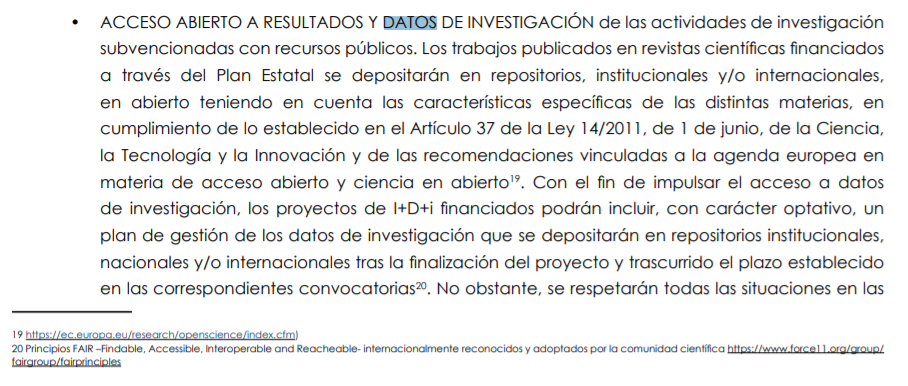 • ACCESO ABIERTO A RESULTADOS Y DATOS DE INVESTIGACIÓN de las actividades de investigación
subvencionadas con recursos públicos. Los trabajos publicados en revistas científicas financiados
a través del Plan Estatal se depositarán en repositorios, institucionales y/o internacionales,
en abierto teniendo en cuenta las características específicas de las distintas materias, en
cumplimiento de lo establecido en el Artículo 37 de la Ley 14/2011, de 1 de junio, de la Ciencia,
la Tecnología y la Innovación y de las recomendaciones vinculadas a la agenda europea en
materia de acceso abierto y ciencia en abierto19. Con el fin de impulsar el acceso a datos
de investigación, los proyectos de I+D+i financiados podrán incluir, con carácter optativo, un
plan de gestión de los datos de investigación que se depositarán en repositorios institucionales,
nacionales y/o internacionales tras la finalización del proyecto y trascurrido el plazo establecido
en las correspondientes convocatorias20. No obstante, se respetarán todas las situaciones en las
19 https://ec.europa.eu/research/openscience/index.cfm)
20 Principios FAIR –Findable, Accessible, Interoperable and Reacheable- internacionalmente reconocidos y adoptados por la comunidad científica https://www.force11.org/group/
fairgroup/fairprinciples